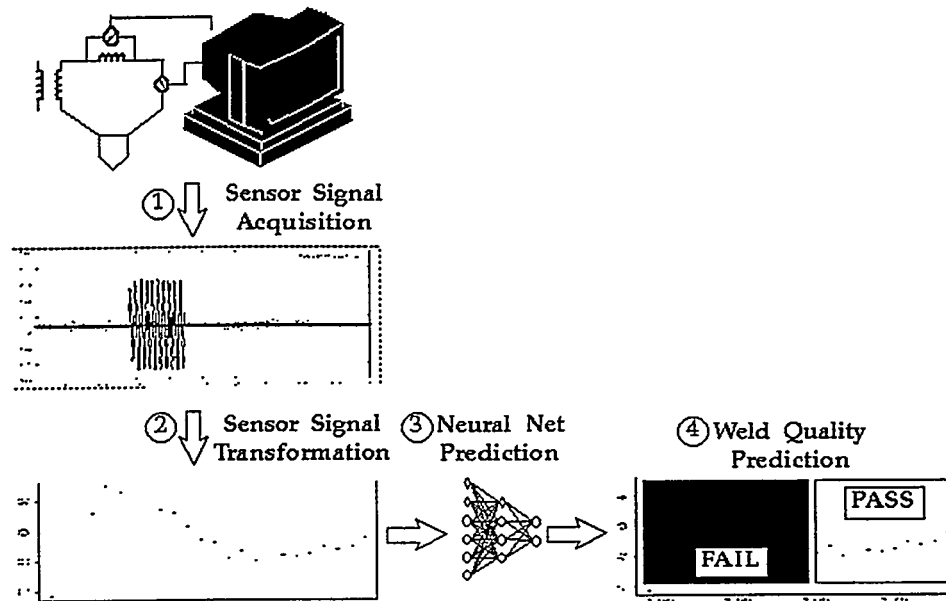 ① Sensor Signal
Acquisition
② Sensor Signal
Transformation
③ Neural Net
Prediction
④ Weld Quality
Prediction
FAIL
PASS